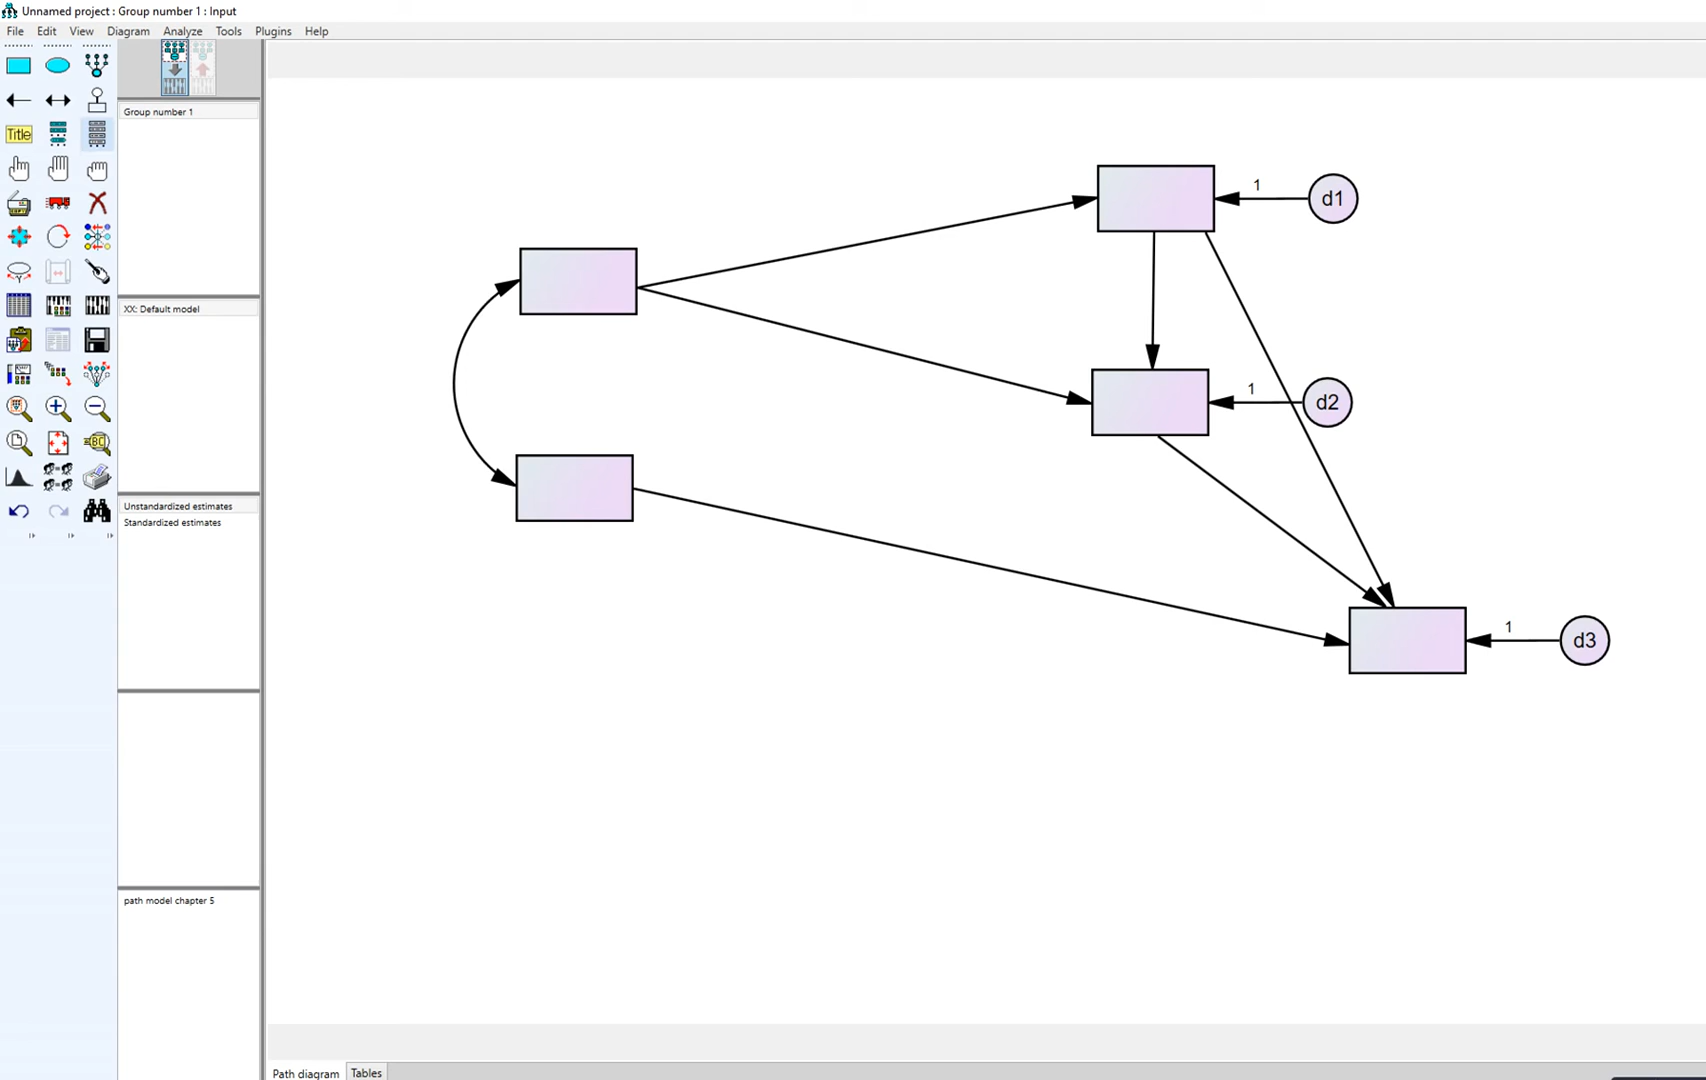 Unnamed project : Group number 1 : Input
File Edit View Diagram Analyze Tools Plugins Help
Title
Group number 1
XX: Default model
Unstandardized estimates
Standardized estimates
path model chapter 5
1
d1
1
d2
1
d3
Path diagram Tables